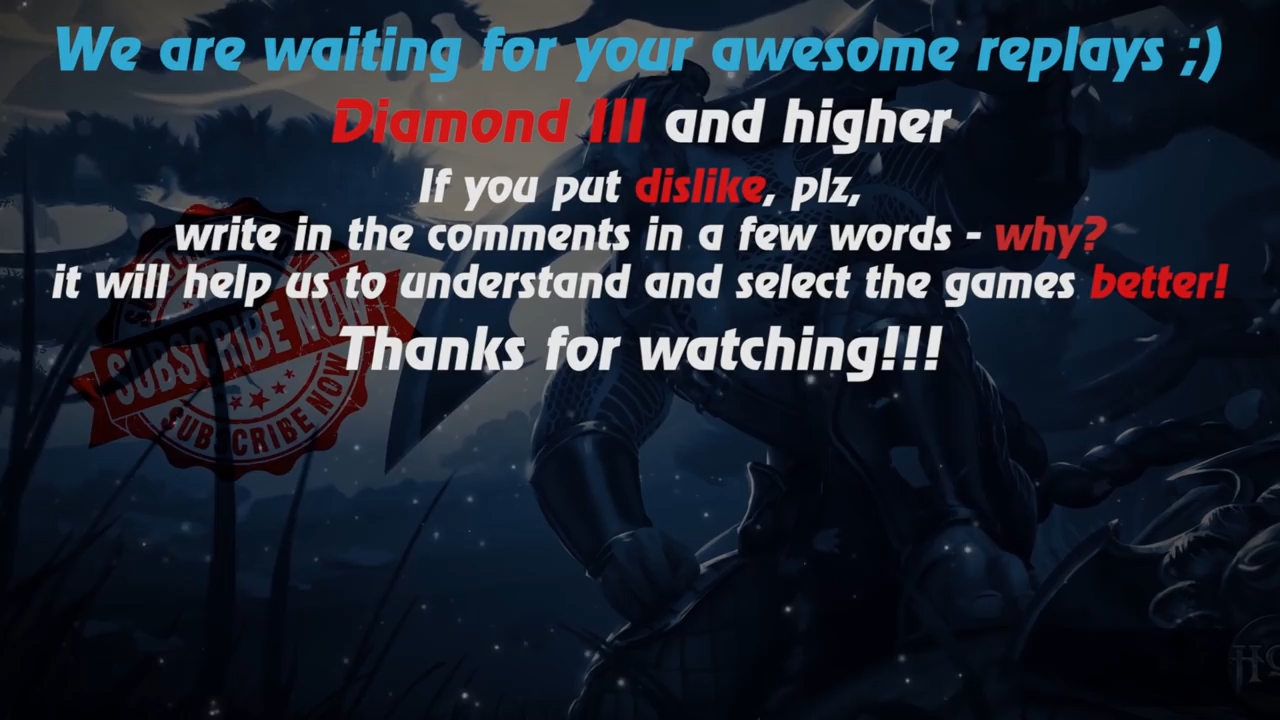 We are waiting for your awesome replays ;)
Diamond III and higher
If you put dislike, plz,
write in the comments in a few words - why?
it will help us to understand and select the games better!
Thanks for watching!!!
SUBSCRIBE NOW
SUBSCRIBE NOW